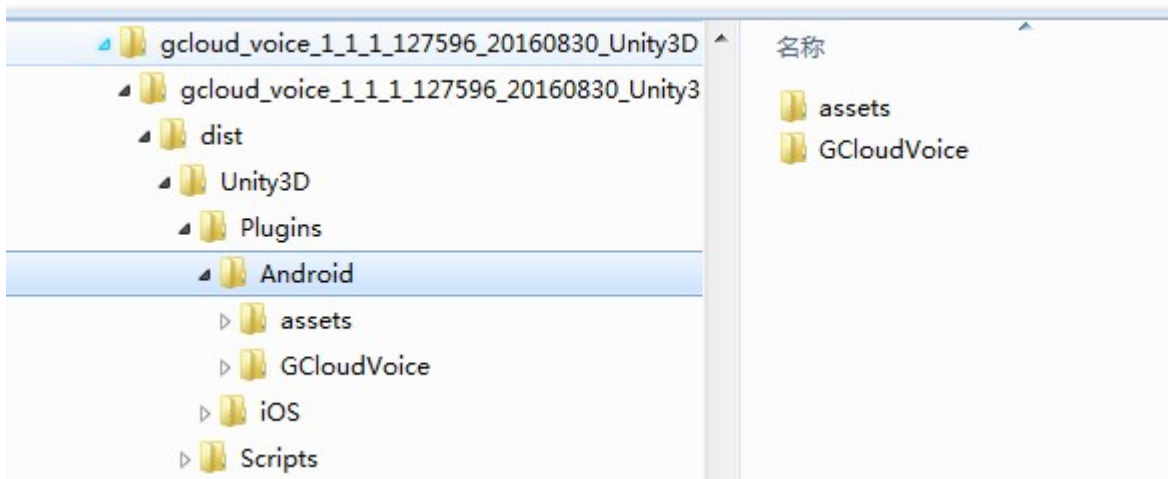 gcloud_voice_1_1_1_127596_20160830_Unity3D
gcloud_voice_1_1_1_127596_20160830_Unity3
dist
Unity3D
Plugins
Android
assets
GCloudVoice
iOS
Scripts
名称
assets
GCloudVoice